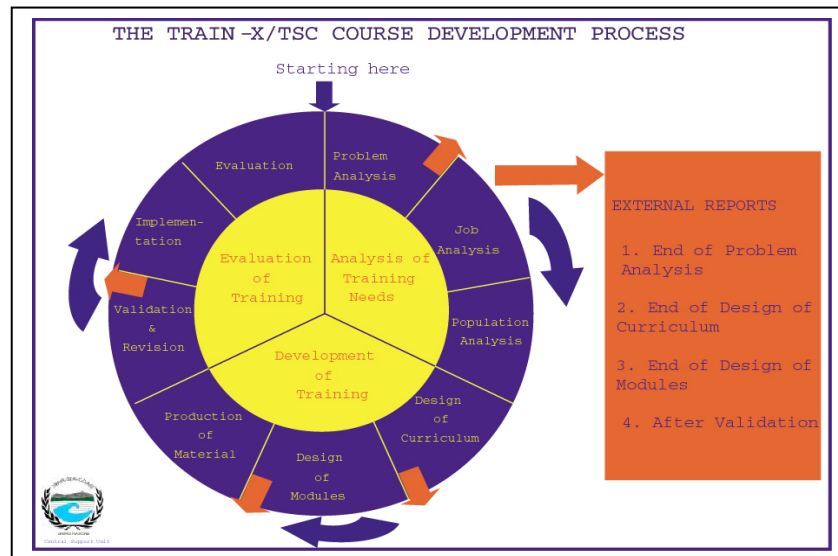 THE TRAIN-X/TSC COURSE DEVELOPMENT PROCESS
Starting here
Problem
Analysis
Job
Analysis
Population
Analysis
Design
of
Curriculum
Design
of
Modules
Production
of
Material
Validation
&
Revision
Implemen-
tation
Evaluation
Evaluation
of
Training
Analysis of
Training
Needs
Development
of
Training
EXTERNAL REPORTS
1. End of Problem
Analysis
2. End of Design of
Curriculum
3. End of Design of
Modules
4. After Validation
Central Support Unit